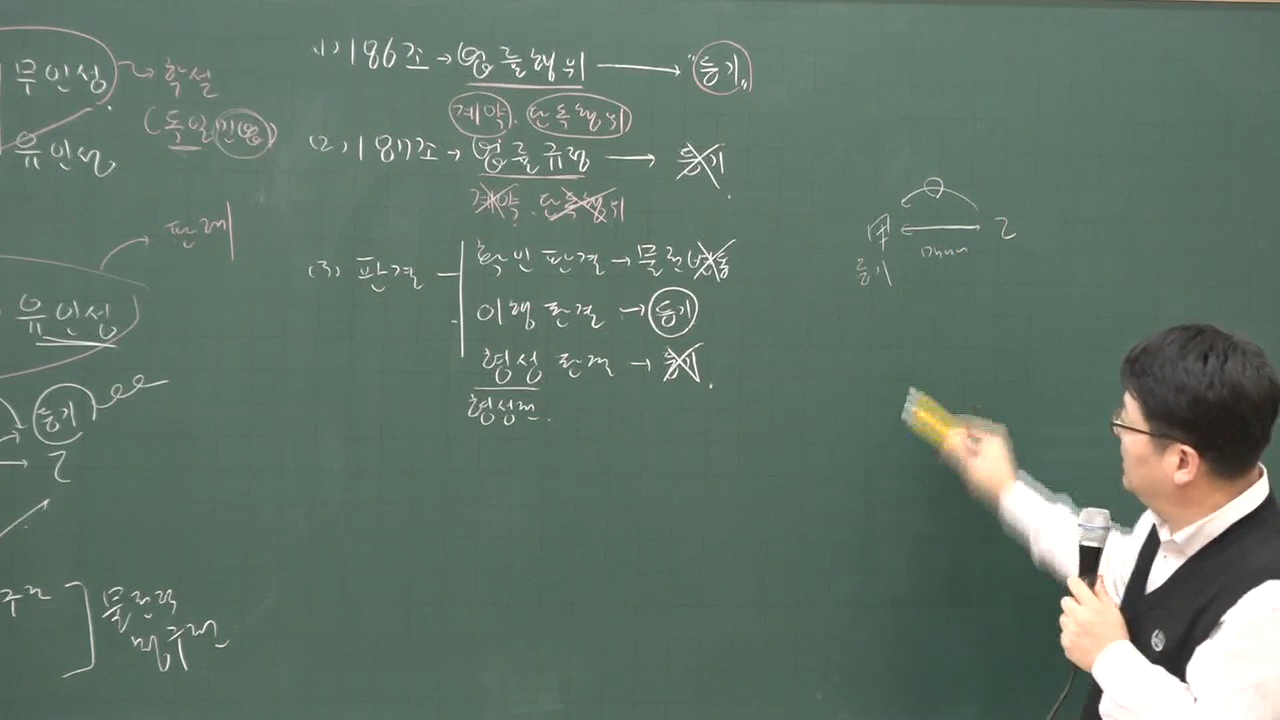 무인성 → 학설
(독일민법)
유인성
판례
유인성
등기
→ 乙
물권적
(1) 186조 → 법률행위 → "등기"
계약, 단독행위
(2) 187조 → 법률규정 → 등기
계약, 단독행위
(3) 판결
확인판결 → 물권변동
이행판결 → 등기
형성판결 → 등기
형성권.
甲 乙
등기